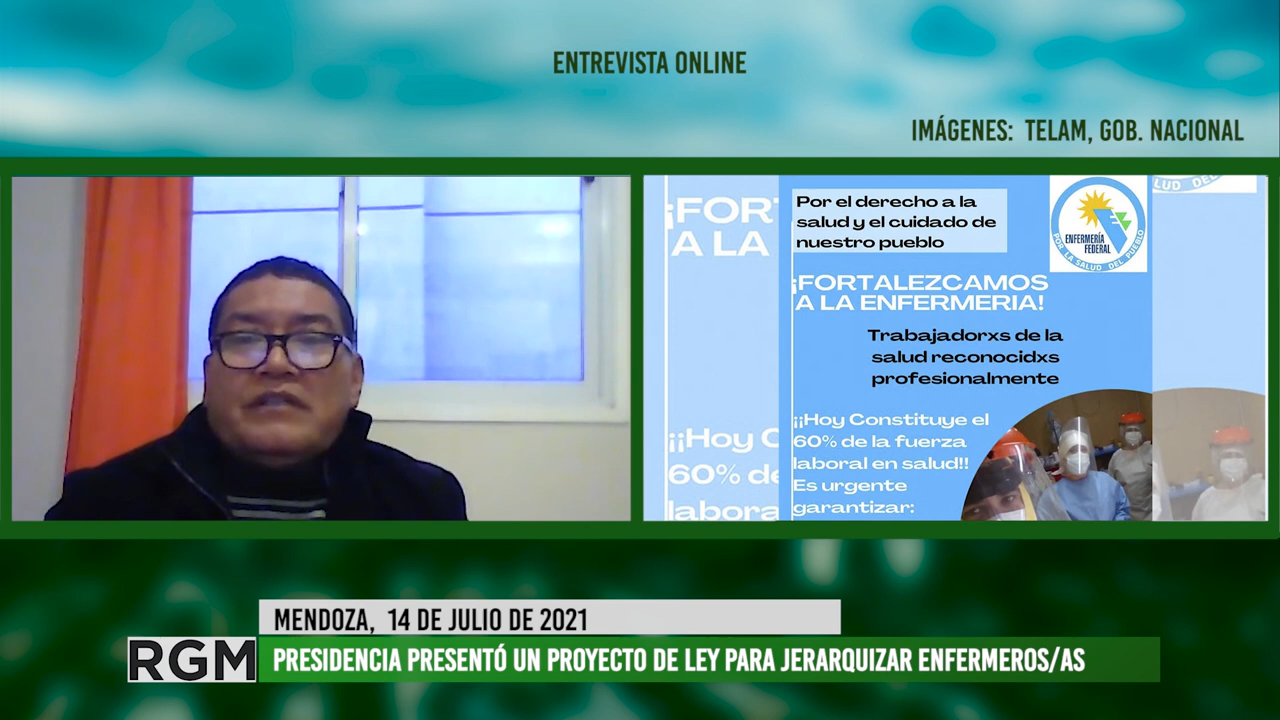 ENTREVISTA ONLINE
IMÁGENES: TELAM, GOB. NACIONAL
¡FOR
A LA
¡¡Hoy C
60% de
labora
Por el derecho a la
salud y el cuidado de
nuestro pueblo
ENFERMERÍA
FEDERAL
POR LA SALUD DEL PUEBLO
LUD DEL
¡FORTALEZCAMOS
A LA ENFERMERIA!
Trabajadorxs de la
salud reconocidxs
profesionalmente
¡¡Hoy Constituye el
60% de la fuerza
laboral en salud!!
Es urgente
garantizar:
MENDOZA, 14 DE JULIO DE 2021
RGM
PRESIDENCIA PRESENTÓ UN PROYECTO DE LEY PARA JERARQUIZAR ENFERMEROS/AS